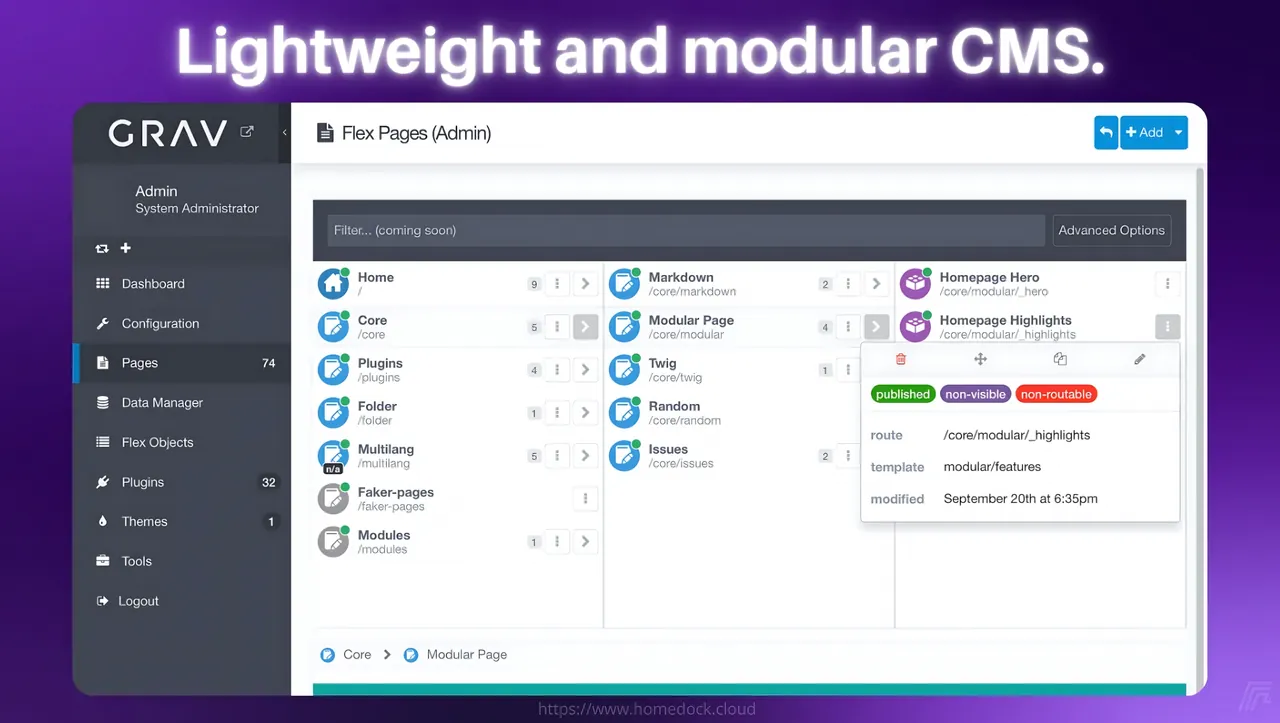 Lightweight and modular CMS.
GRAV
Flex Pages (Admin)
Add
Admin
System Administrator
Dashboard
Configuration
Pages 74
Data Manager
Flex Objects
Plugins 32
Themes 1
Tools
Logout
Filter... (coming soon)
Advanced Options
Home 9
/
Core 5
/core
Plugins 4
/plugins
Folder 1
/folder
Multilang 5
/multilang
n/a
Faker-pages
/faker-pages
Modules 1
/modules
Markdown 2
/core/markdown
Modular Page 4
/core/modular
Twig 1
/core/twig
Random
/core/random
Issues 2
/core/issues
Homepage Hero
/core/modular/_hero
Homepage Highlights
/core/modular/_highlights
published non-visible non-routable
route /core/modular/_highlights
template modular/features
modified September 20th at 6:35pm
Core Modular Page
https://www.homedock.cloud